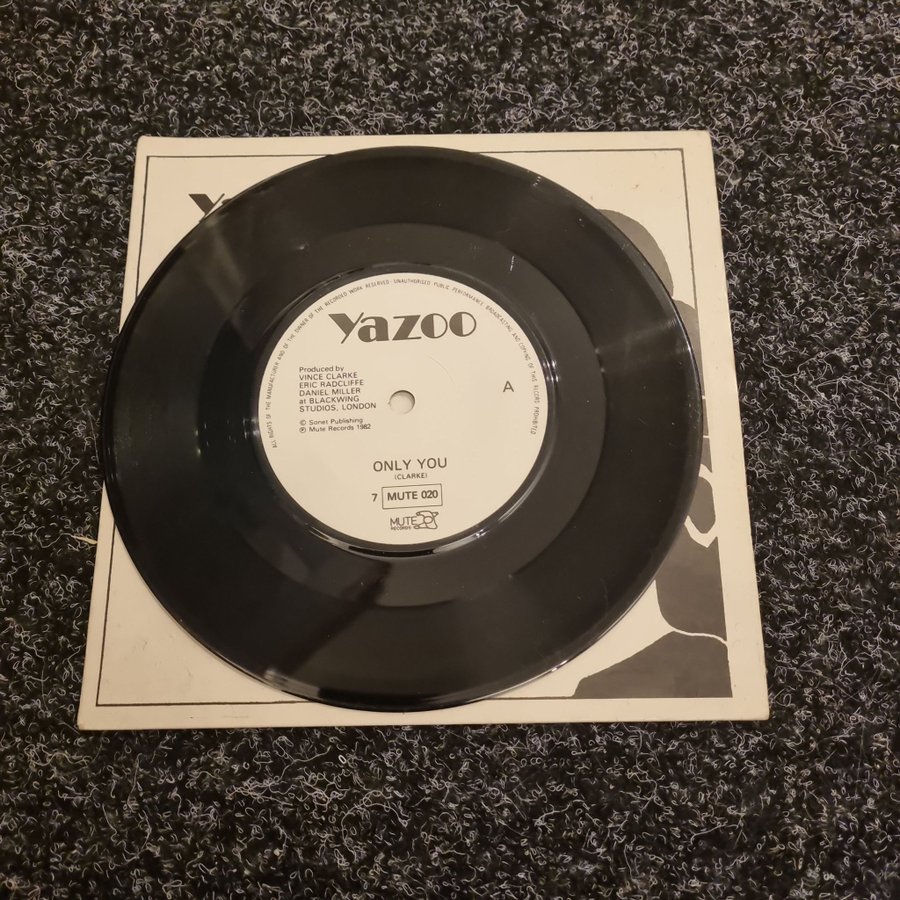 Y
ALL RIGHTS OF THE MANUFACTURER AND OF THE OWNER OF THE RECORDED WORK RESERVED · UNAUTHORISED PUBLIC PERFORMANCE, BROADCASTING AND COPYING OF THIS RECORD PROHIBITED
Yazoo
Produced by
VINCE CLARKE
ERIC RADCLIFFE
DANIEL MILLER
at BLACKWING
STUDIOS, LONDON
A
© Sonet Publishing
℗ Mute Records 1982
ONLY YOU
(CLARKE)
7 MUTE 020
MUTE
RECORDS